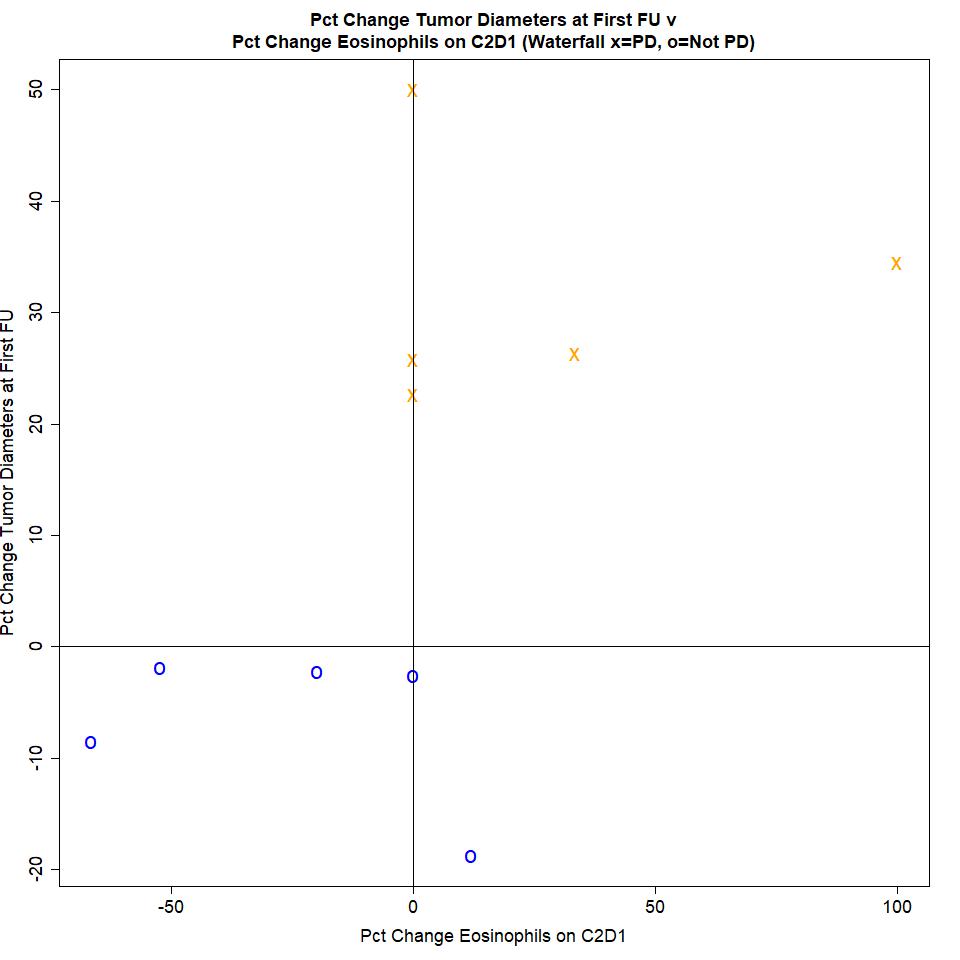 Pct Change Tumor Diameters at First FU v
Pct Change Eosinophils on C2D1 (Waterfall x=PD, o=Not PD)
Pct Change Tumor Diameters at First FU
50
40
30
20
10
0
-10
-20
X
X
X
X
X
O
O
O
O
O
-50
0
50
100
Pct Change Eosinophils on C2D1